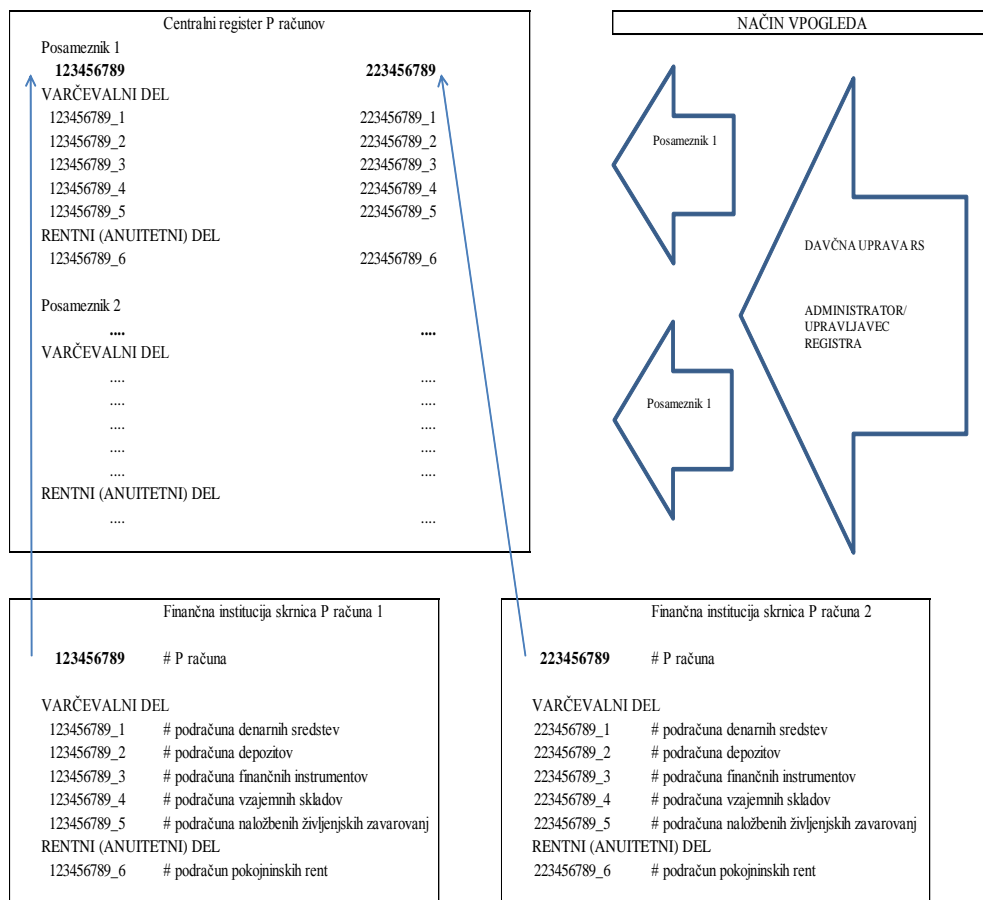 Centralni register P računov
Posameznik 1
123456789 223456789
VARČEVALNI DEL
123456789_1 223456789_1
123456789_2 223456789_2
123456789_3 223456789_3
123456789_4 223456789_4
123456789_5 223456789_5
RENTNI (ANUITETNI) DEL
123456789_6 223456789_6
Posameznik 2
.... ....
VARČEVALNI DEL
.... ....
.... ....
.... ....
.... ....
.... ....
RENTNI (ANUITETNI) DEL
.... ....
NAČIN VPOGLEDA
Posameznik 1
Posameznik 1
DAVČNA UPRAVA RS
ADMINISTRATOR/
UPRAVLJAVEC
REGISTRA
Finančna institucija skrnica P računa 1
123456789 # P računa
VARČEVALNI DEL
123456789_1 # podračuna denarnih sredstev
123456789_2 # podračuna depozitov
123456789_3 # podračuna finančnih instrumentov
123456789_4 # podračuna vzajemnih skladov
123456789_5 # podračuna naložbenih življenjskih zavarovanj
RENTNI (ANUITETNI) DEL
123456789_6 # podračun pokojninskih rent
Finančna institucija skrnica P računa 2
223456789 # P računa
VARČEVALNI DEL
223456789_1 # podračuna denarnih sredstev
223456789_2 # podračuna depozitov
223456789_3 # podračuna finančnih instrumentov
223456789_4 # podračuna vzajemnih skladov
223456789_5 # podračuna naložbenih življenjskih zavarovanj
RENTNI (ANUITETNI) DEL
223456789_6 # podračun pokojninskih rent